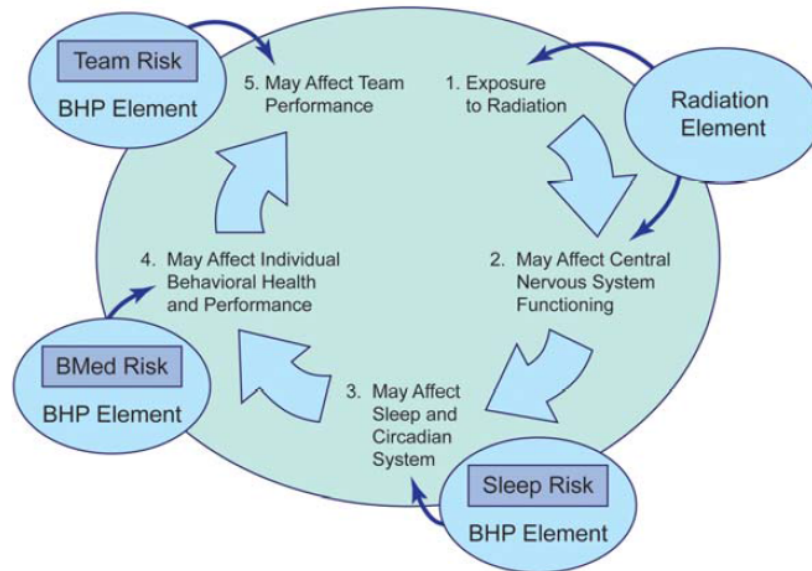 Team Risk
BHP Element
5. May Affect Team
Performance
1. Exposure
to Radiation
Radiation
Element
4. May Affect Individual
Behavioral Health
and Performance
2. May Affect Central
Nervous System
Functioning
BMed Risk
BHP Element
3. May Affect
Sleep and
Circadian
System
Sleep Risk
BHP Element